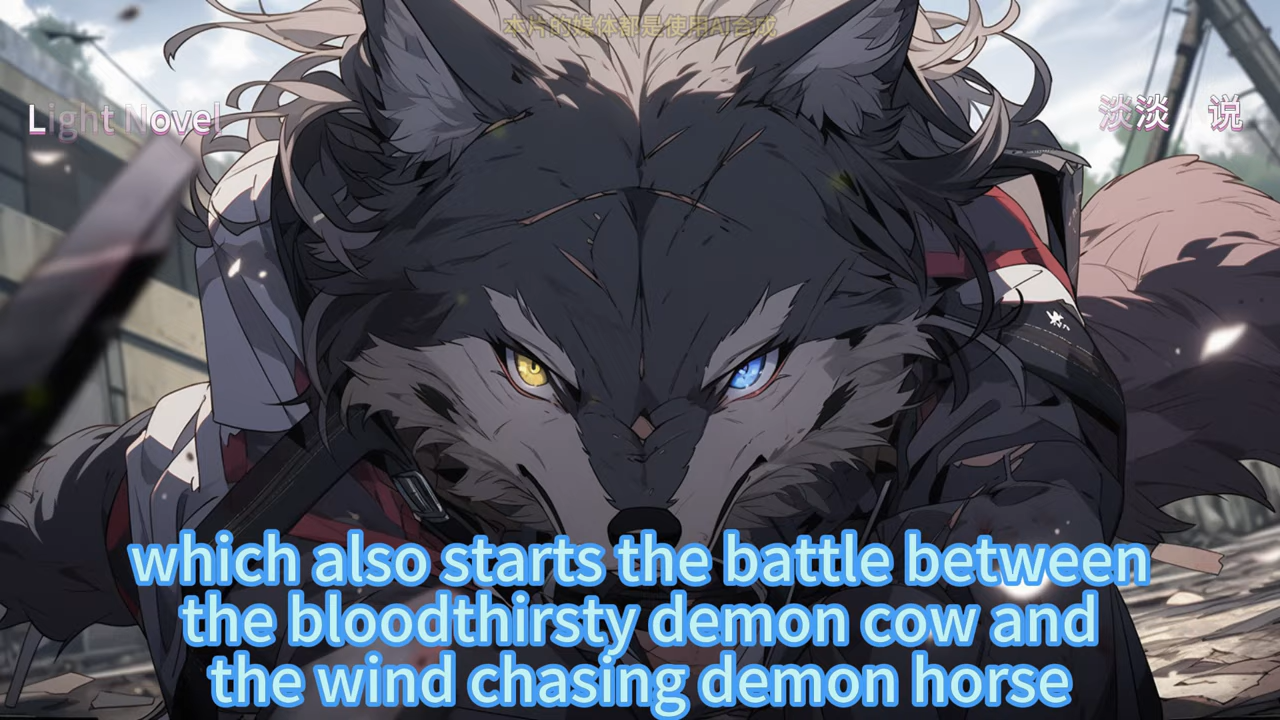 本片的媒体都是使用AI合成
Light Novel
淡淡 说
which also starts the battle between
the bloodthirsty demon cow and
the wind chasing demon horse